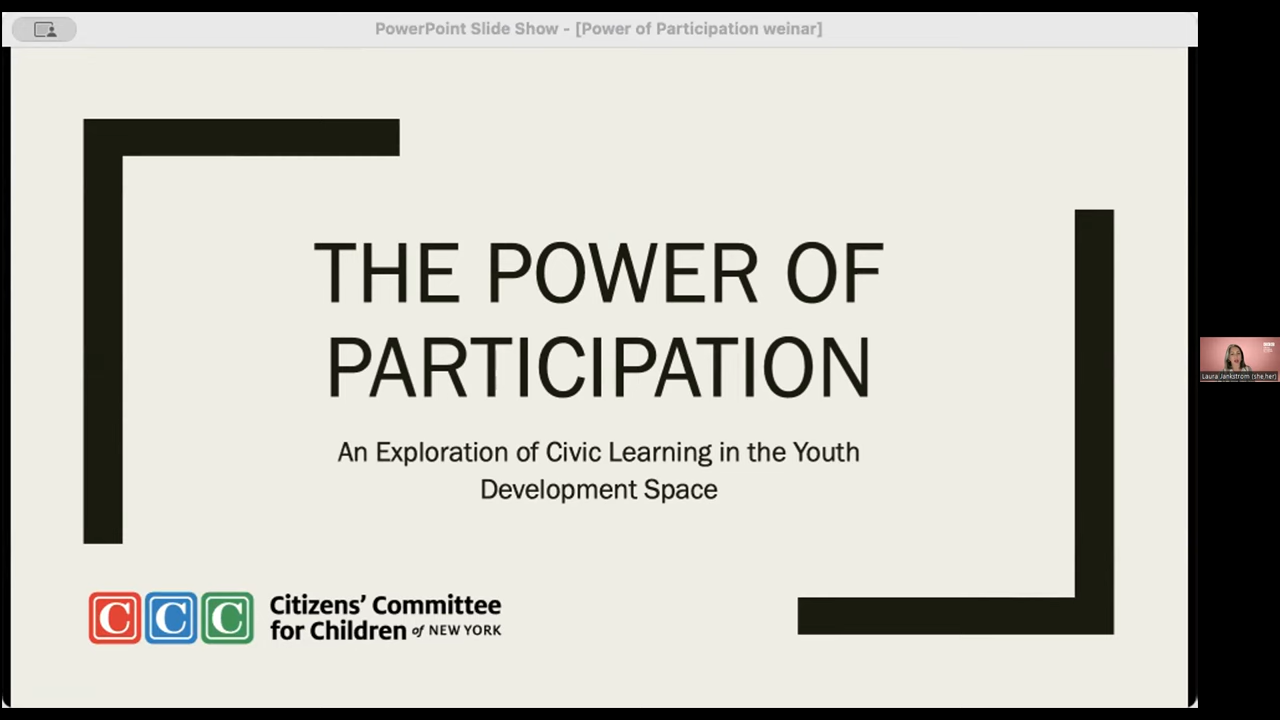 PowerPoint Slide Show - [Power of Participation weinar]
THE POWER OF
PARTICIPATION
An Exploration of Civic Learning in the Youth
Development Space
CCC
Citizens' Committee
for Children of NEW YORK
Laura Jankstrom (she,her)